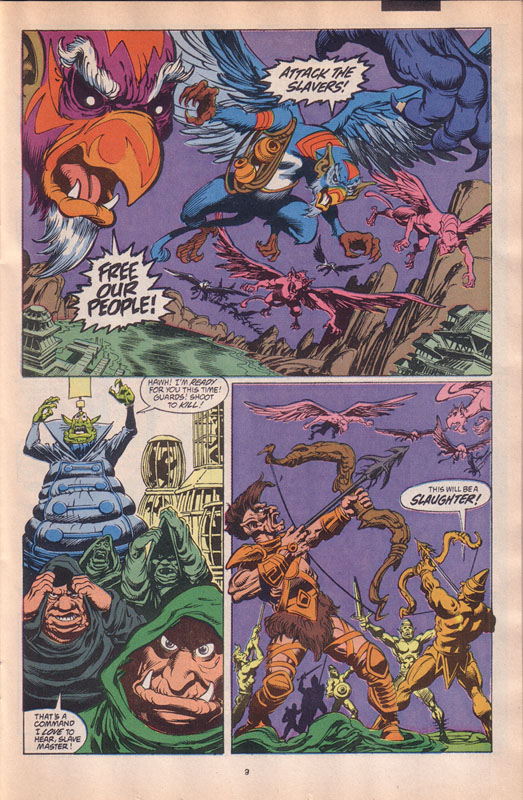 ATTACK THE
SLAVERS!
FREE
OUR
PEOPLE!
HAWH! I'M READY
FOR YOU THIS TIME!
GUARDS! SHOOT
TO KILL!
THAT'S A
COMMAND
I LOVE TO
HEAR, SLAVE
MASTER!
THIS WILL BE A
SLAUGHTER!
3